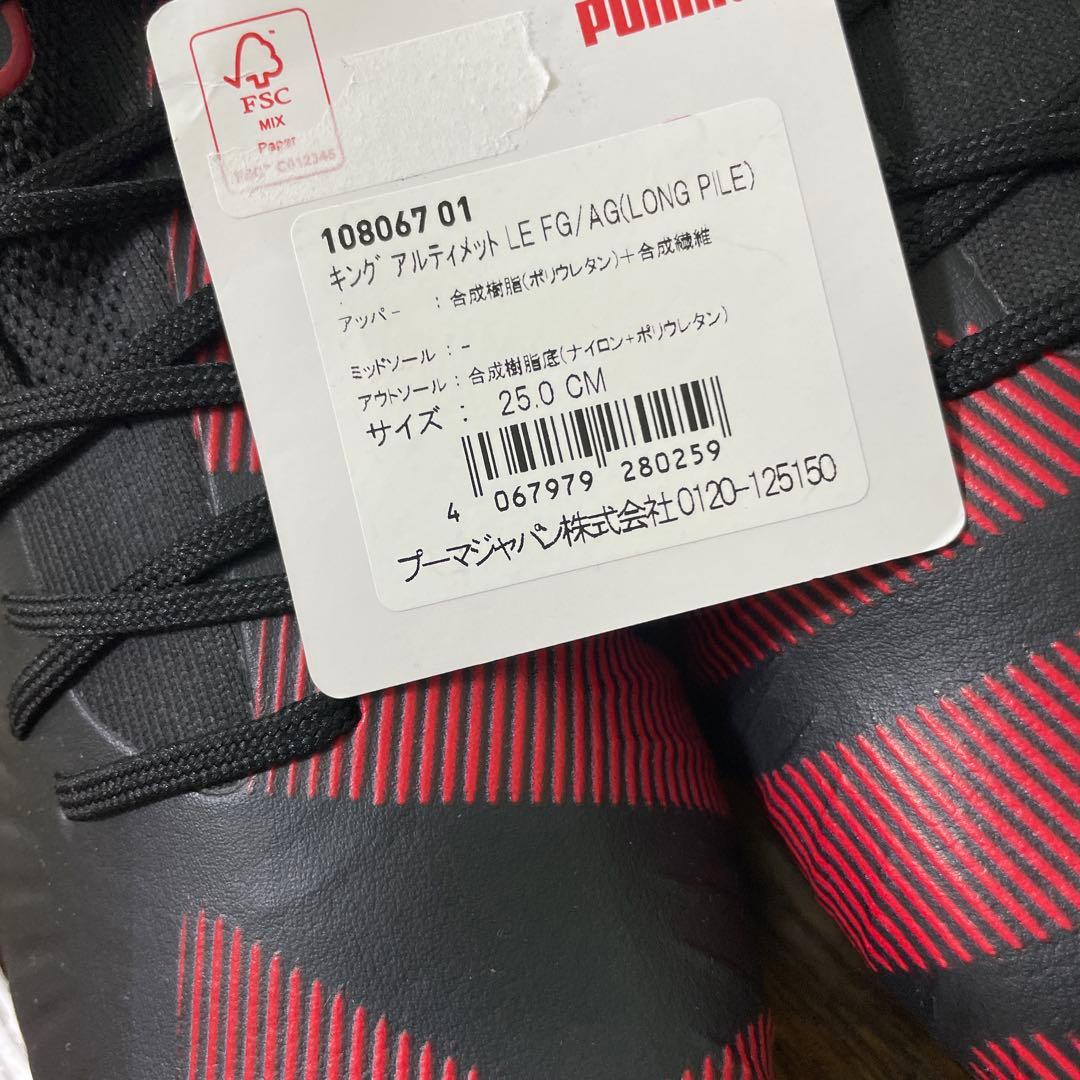 PUMA
FSC
MIX
Paper
FSC® C012345
108067 01
キング アルティメット LE FG/AG(LONG PILE)
アッパー : 合成樹脂(ポリウレタン)+合成繊維
ミッドソール : -
アウトソール : 合成樹脂底(ナイロン+ポリウレタン)
サイズ : 25.0 CM
4 067979 280259
プーマジャパン株式会社 0120-125150